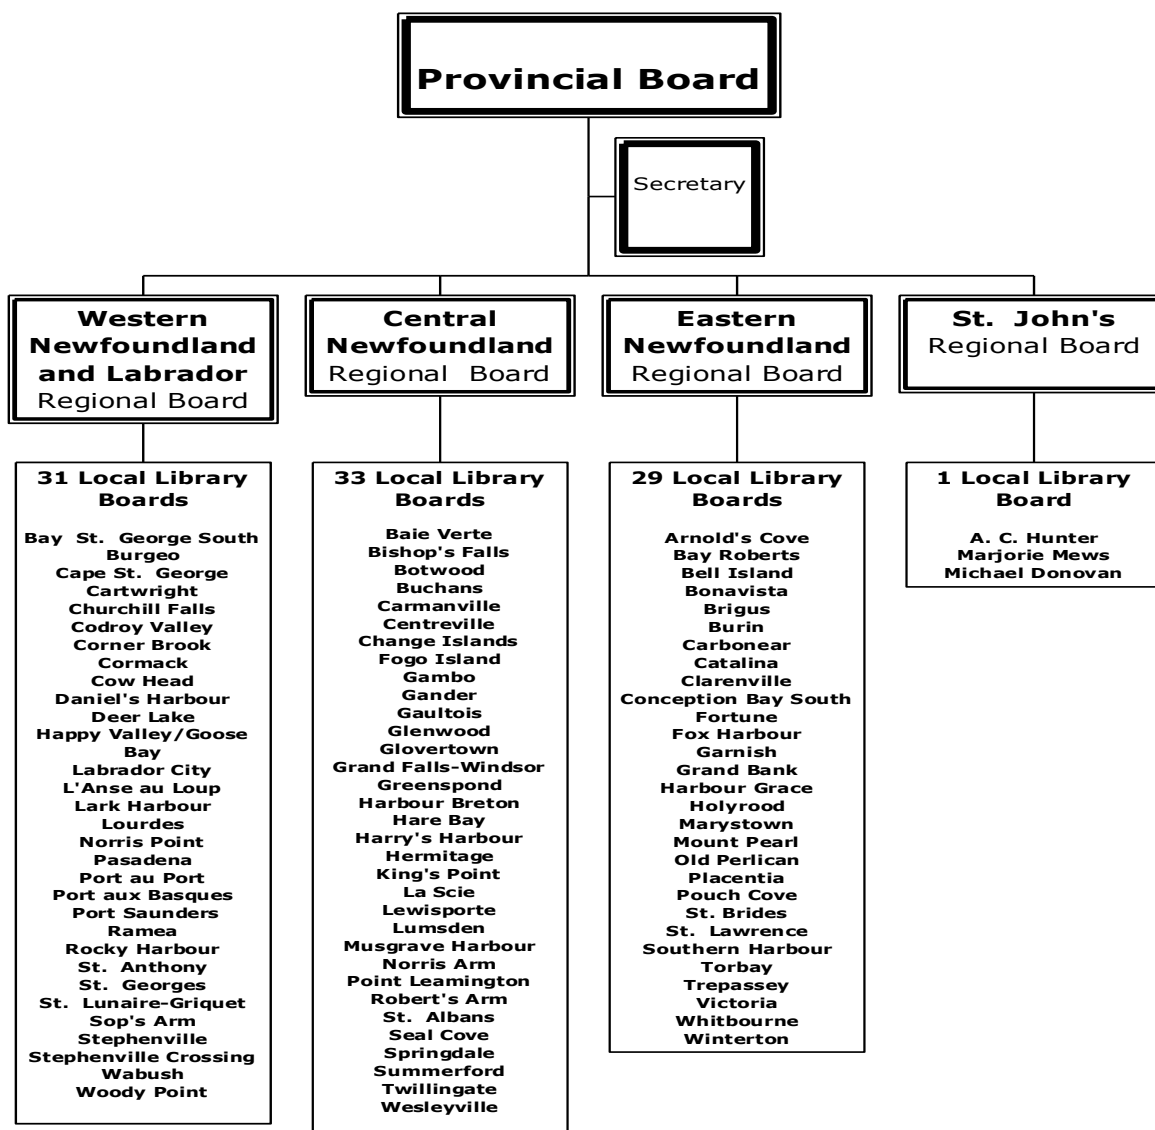 Provincial Board
Secretary
Western
Newfoundland
and Labrador
Regional Board
Central
Newfoundland
Regional Board
Eastern
Newfoundland
Regional Board
St. John's
Regional Board
31 Local Library
Boards
Bay St. George South
Burgeo
Cape St. George
Cartwright
Churchill Falls
Codroy Valley
Corner Brook
Cormack
Cow Head
Daniel's Harbour
Deer Lake
Happy Valley/Goose
Bay
Labrador City
L'Anse au Loup
Lark Harbour
Lourdes
Norris Point
Pasadena
Port au Port
Port aux Basques
Port Saunders
Ramea
Rocky Harbour
St. Anthony
St. Georges
St. Lunaire-Griquet
Sop's Arm
Stephenville
Stephenville Crossing
Wabush
Woody Point
33 Local Library
Boards
Baie Verte
Bishop's Falls
Botwood
Buchans
Carmanville
Centreville
Change Islands
Fogo Island
Gambo
Gander
Gaultois
Glenwood
Glovertown
Grand Falls-Windsor
Greenspond
Harbour Breton
Hare Bay
Harry's Harbour
Hermitage
King's Point
La Scie
Lewisporte
Lumsden
Musgrave Harbour
Norris Arm
Point Leamington
Robert's Arm
St. Albans
Seal Cove
Springdale
Summerford
Twillingate
Wesleyville
29 Local Library
Boards
Arnold's Cove
Bay Roberts
Bell Island
Bonavista
Brigus
Burin
Carbonear
Catalina
Clarenville
Conception Bay South
Fortune
Fox Harbour
Garnish
Grand Bank
Harbour Grace
Holyrood
Marystown
Mount Pearl
Old Perlican
Placentia
Pouch Cove
St. Brides
St. Lawrence
Southern Harbour
Torbay
Trepassey
Victoria
Whitbourne
Winterton
1 Local Library
Board
A. C. Hunter
Marjorie Mews
Michael Donovan